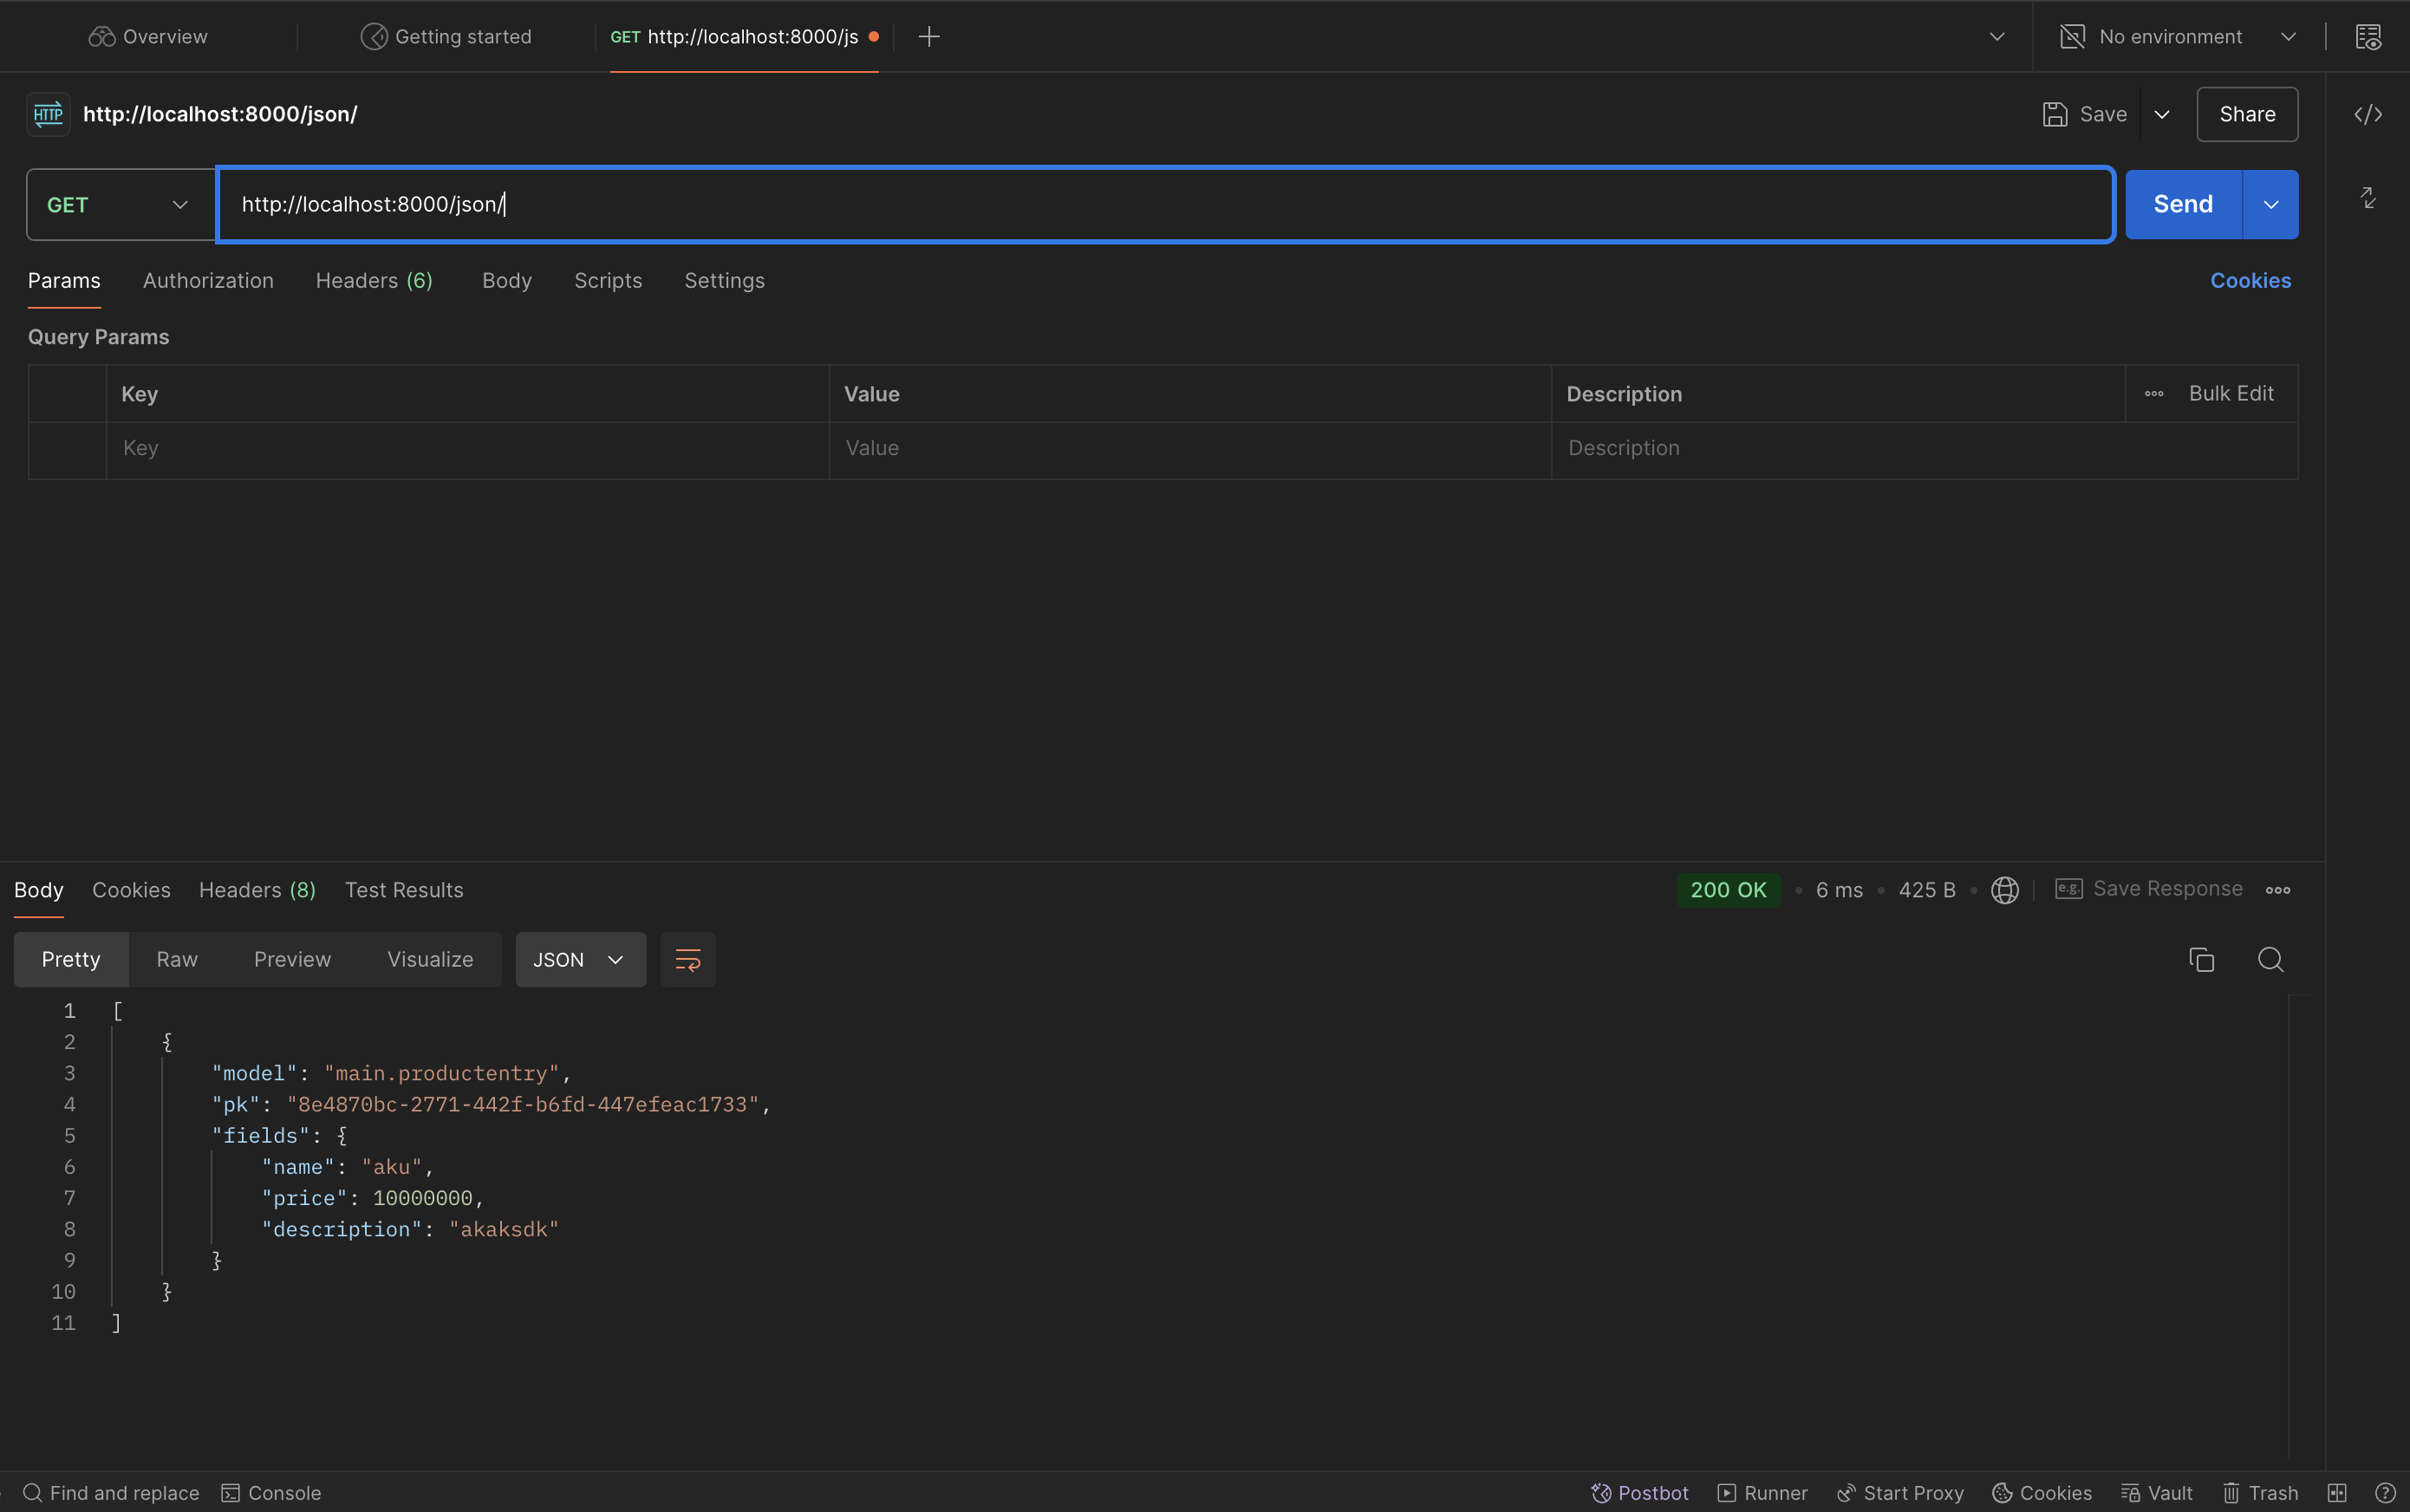 Overview
Getting started
GET http://localhost:8000/js
No environment
HTTP http://localhost:8000/json/
Save
Share
GET
http://localhost:8000/json/
Send
Params Authorization Headers (6) Body Scripts Settings Cookies
Query Params
Key Value Description Bulk Edit
Key Value Description
Body Cookies Headers (8) Test Results 200 OK 6 ms 425 B e.g. Save Response
Pretty Raw Preview Visualize JSON
1 [
2 {
3 "model": "main.productentry",
4 "pk": "8e4870bc-2771-442f-b6fd-447efeac1733",
5 "fields": {
6 "name": "aku",
7 "price": 10000000,
8 "description": "akaksdk"
9 }
10 }
11 ]
Find and replace Console Postbot Runner Start Proxy Cookies Vault Trash